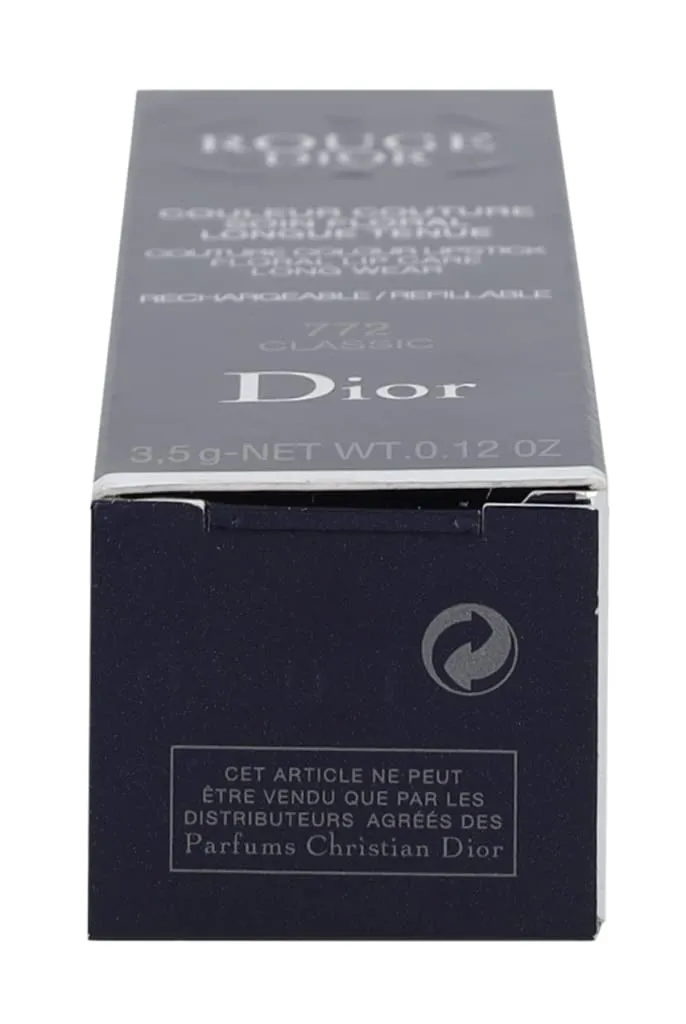 ROUGE
DIOR
COULEUR COUTURE
SOIN FLORAL
LONGUE TENUE
COUTURE COLOUR LIPSTICK
FLORAL LIP CARE
LONG WEAR
RECHARGEABLE/REFILLABLE
772
CLASSIC
Dior
3,5g-NET WT.0.12 OZ
CET ARTICLE NE PEUT
ÊTRE VENDU QUE PAR LES
DISTRIBUTEURS AGRÉÉS DES
Parfums Christian Dior